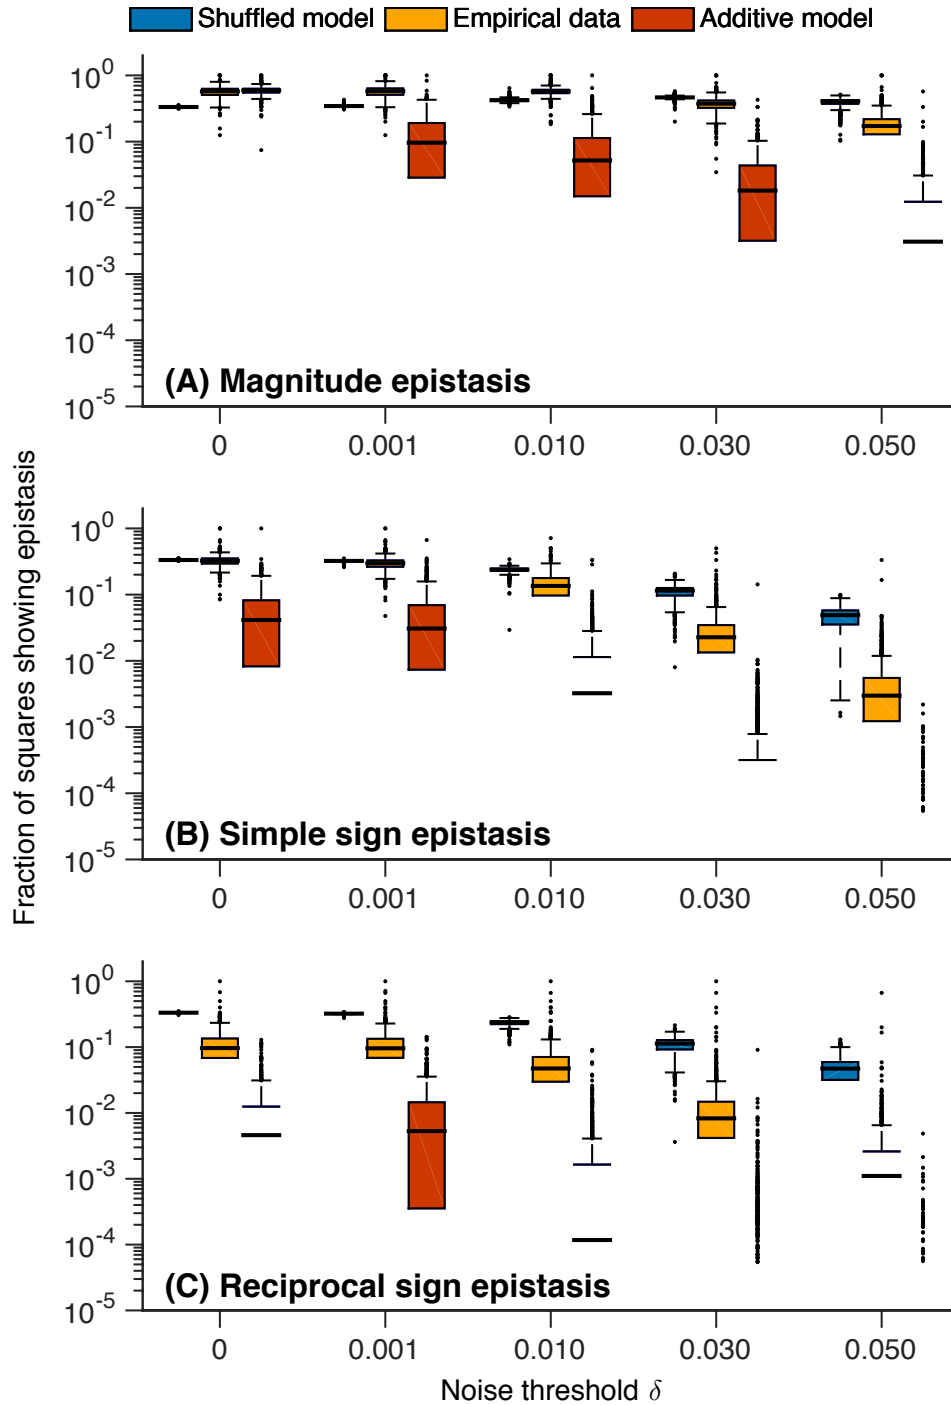 Shuffled model Empirical data Additive model
Fraction of squares showing epistasis
10^0
10^-1
10^-2
10^-3
10^-4
10^-5
(A) Magnitude epistasis
0 0.001 0.010 0.030 0.050
10^0
10^-1
10^-2
10^-3
10^-4
10^-5
(B) Simple sign epistasis
0 0.001 0.010 0.030 0.050
10^0
10^-1
10^-2
10^-3
10^-4
10^-5
(C) Reciprocal sign epistasis
0 0.001 0.010 0.030 0.050
Noise threshold δ